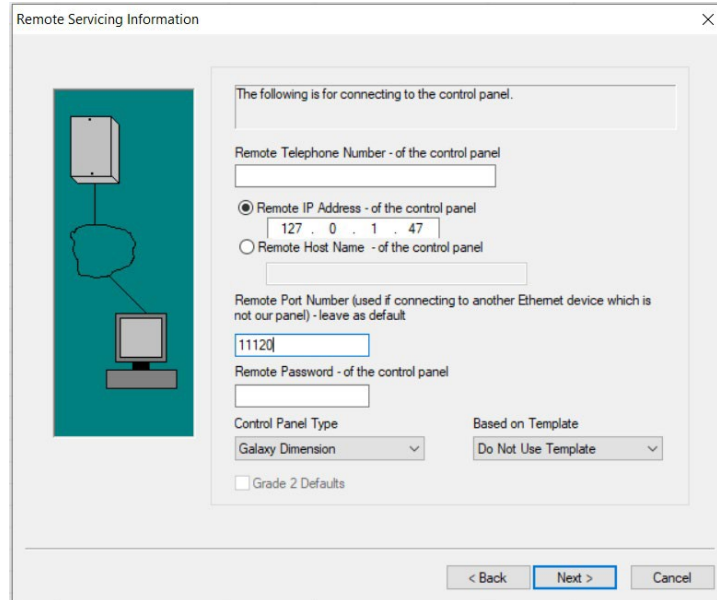 Remote Servicing Information
The following is for connecting to the control panel.
Remote Telephone Number - of the control panel
Remote IP Address - of the control panel
127 . 0 . 1 . 47
Remote Host Name - of the control panel
Remote Port Number (used if connecting to another Ethernet device which is
not our panel) - leave as default
11120
Remote Password - of the control panel
Control Panel Type
Based on Template
Galaxy Dimension
Do Not Use Template
Grade 2 Defaults
< Back
Next >
Cancel